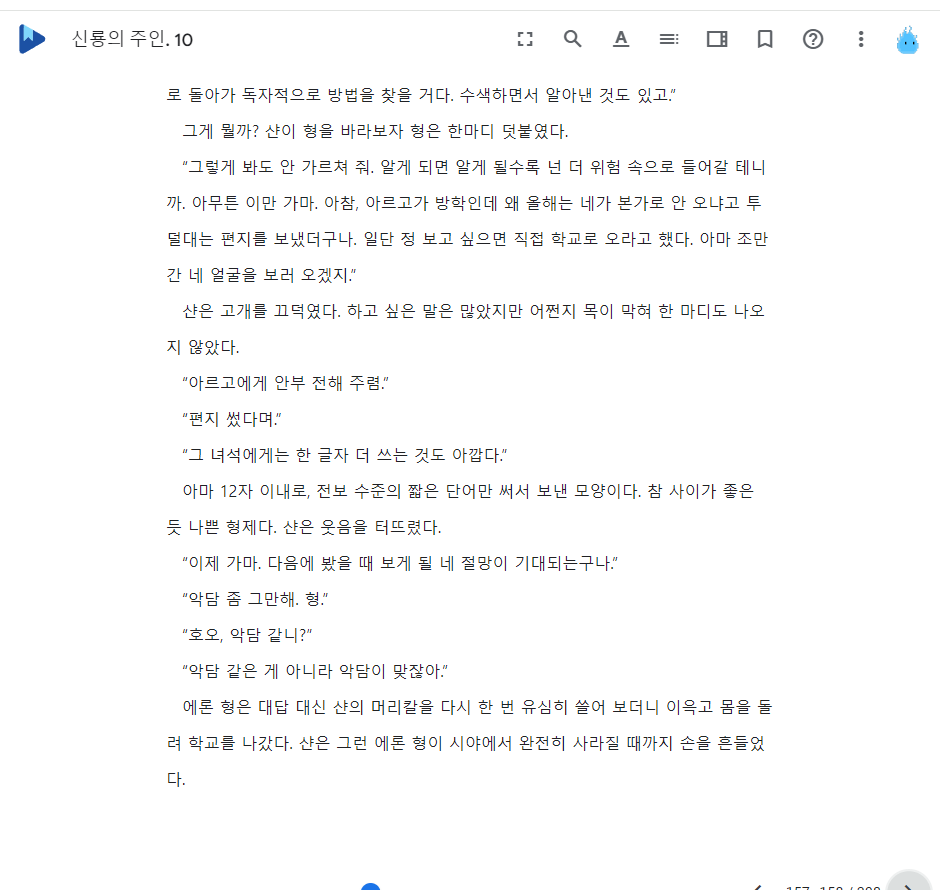 신룡의 주인. 10
로 돌아가 독자적으로 방법을 찾을 거다. 수색하면서 알아낸 것도 있고.”
그게 뭘까? 샨이 형을 바라보자 형은 한마디 덧붙였다.
“그렇게 봐도 안 가르쳐 줘. 알게 되면 알게 될수록 넌 더 위험 속으로 들어갈 테니
까. 아무튼 이만 가마. 아참, 아르고가 방학인데 왜 올해는 네가 본가로 안 오냐고 투
덜대는 편지를 보냈더구나. 일단 정 보고 싶으면 직접 학교로 오라고 했다. 아마 조만
간 네 얼굴을 보러 오겠지.”
샨은 고개를 끄덕였다. 하고 싶은 말은 많았지만 어쩐지 목이 막혀 한 마디도 나오
지 않았다.
“아르고에게 안부 전해 주렴.”
“편지 썼다며.”
“그 녀석에게는 한 글자 더 쓰는 것도 아깝다.”
아마 12자 이내로, 전보 수준의 짧은 단어만 써서 보낸 모양이다. 참 사이가 좋은
듯 나쁜 형제다. 샨은 웃음을 터뜨렸다.
“이제 가마. 다음에 봤을 때 보게 될 네 절망이 기대되는구나.”
“악담 좀 그만해. 형.”
“호오, 악담 같니?”
“악담 같은 게 아니라 악담이 맞잖아.”
에론 형은 대답 대신 샨의 머리칼을 다시 한 번 유심히 쓸어 보더니 이윽고 몸을 돌
려 학교를 나갔다. 샨은 그런 에론 형이 시야에서 완전히 사라질 때까지 손을 흔들었
다.